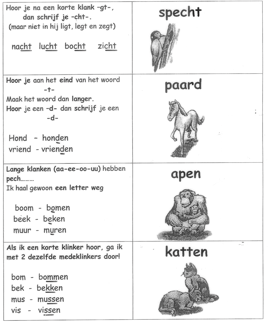 Hoor je na een korte klank –gt-,
dan schrijf je –cht-.
(maar niet in hij ligt, legt en zegt)
nacht lucht bocht zicht
specht
Hoor je aan het eind van het woord
-t-
Maak het woord dan langer.
Hoor je een –d- dan schrijf je een
-d-
Hond - honden
vriend - vrienden
paard
Lange klanken (aa-ee-oo-uu) hebben
pech.........
Ik haal gewoon een letter weg
boom - bomen
beek - beken
muur - muren
apen
Als ik een korte klinker hoor, ga ik
met 2 dezelfde medeklinkers door!
bom - bommen
bek - bekken
mus - mussen
vis - vissen
katten